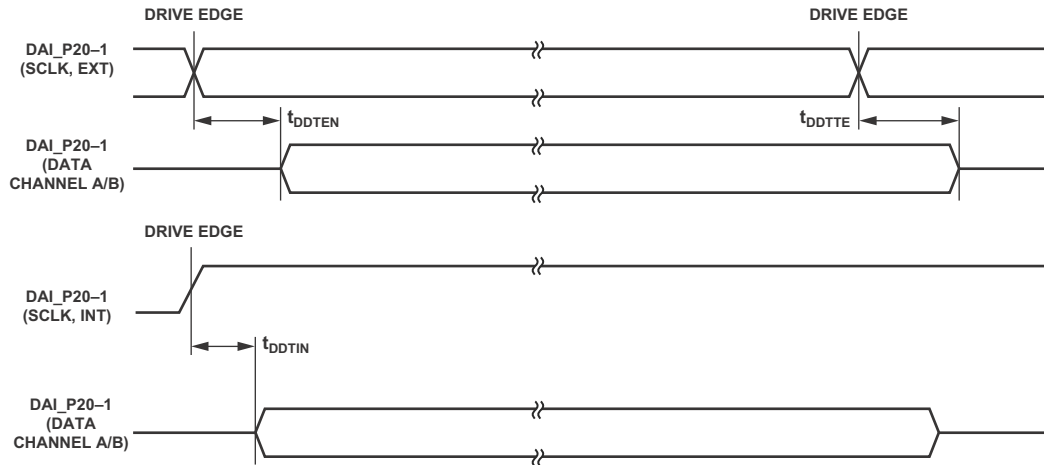 DRIVE EDGE
DRIVE EDGE
DAI_P20–1
(SCLK, EXT)
tDDTEN
tDDTTE
DAI_P20–1
(DATA
CHANNEL A/B)
DRIVE EDGE
DAI_P20–1
(SCLK, INT)
tDDTIN
DAI_P20–1
(DATA
CHANNEL A/B)